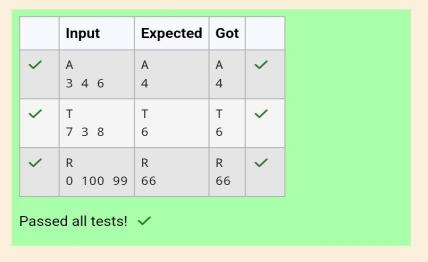 Input Expected Got
A A A
3 4 6 4 4
T T T
7 3 8 6 6
R R R
0 100 99 66 66
Passed all tests!